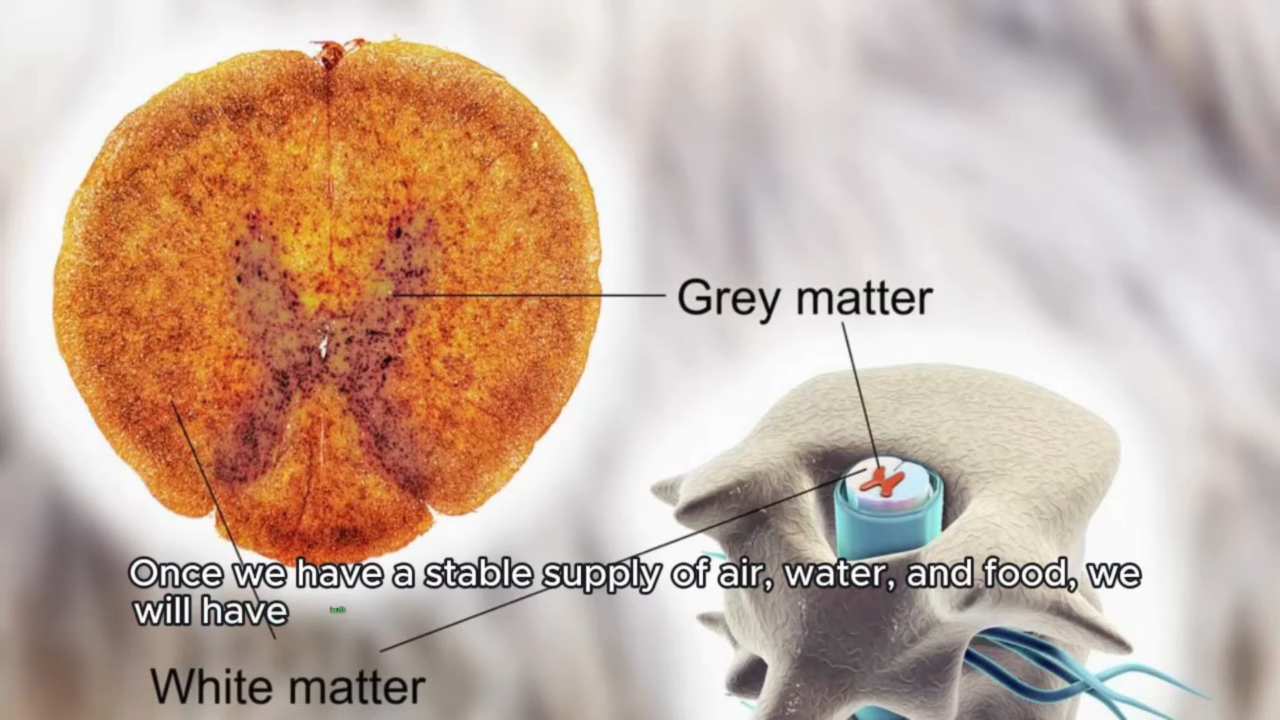 Grey matter
Once we have a stable supply of air, water, and food, we
will have
White matter